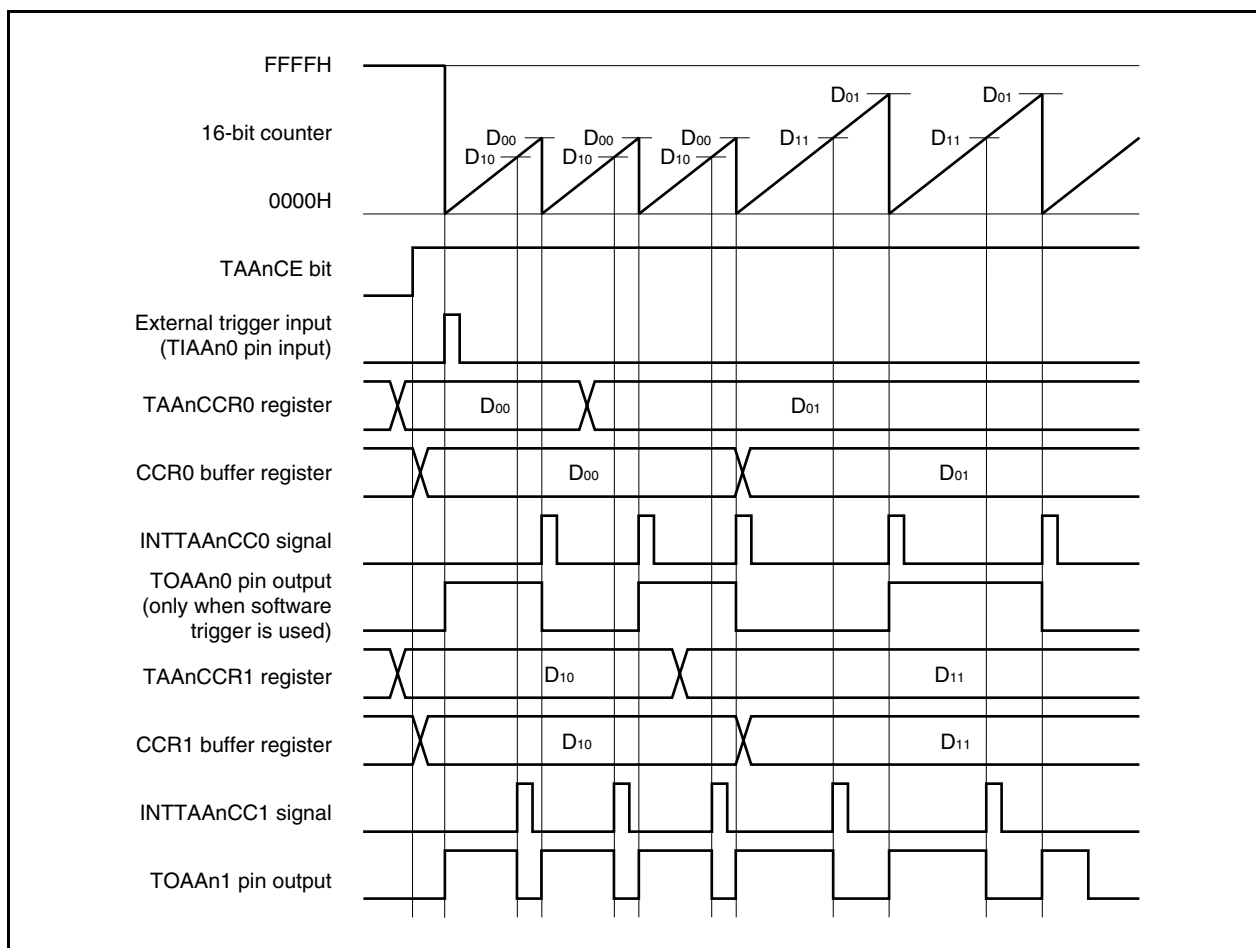 FFFFH
D01
D01
16-bit counter
D00
D00
D00
D11
D11
D10
D10
D10
0000H
TAAnCE bit
External trigger input
(TIAAn0 pin input)
TAAnCCR0 register
D00
D01
CCR0 buffer register
D00
D01
INTTAAnCC0 signal
TOAAn0 pin output
(only when software
trigger is used)
TAAnCCR1 register
D10
D11
CCR1 buffer register
D10
D11
INTTAAnCC1 signal
TOAAn1 pin output